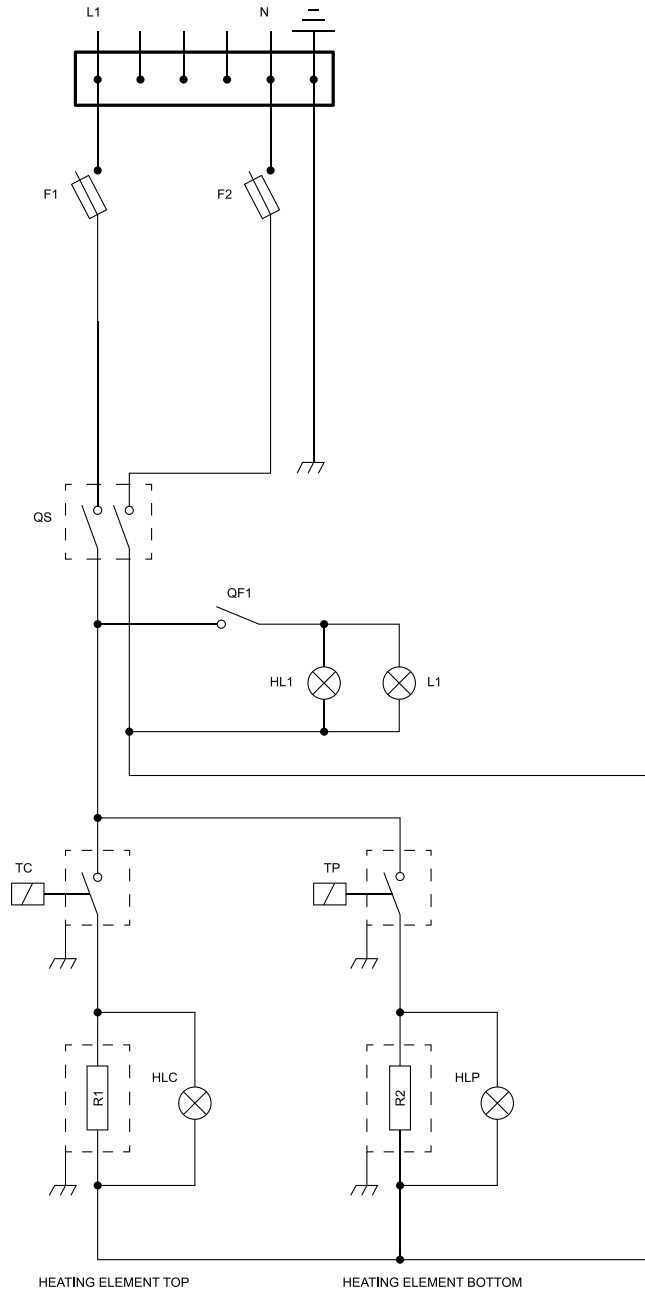 L1 N
F1 F2
QS
QF1
HL1 L1
TC TP
HLC HLP
R1 R2
HEATING ELEMENT TOP HEATING ELEMENT BOTTOM